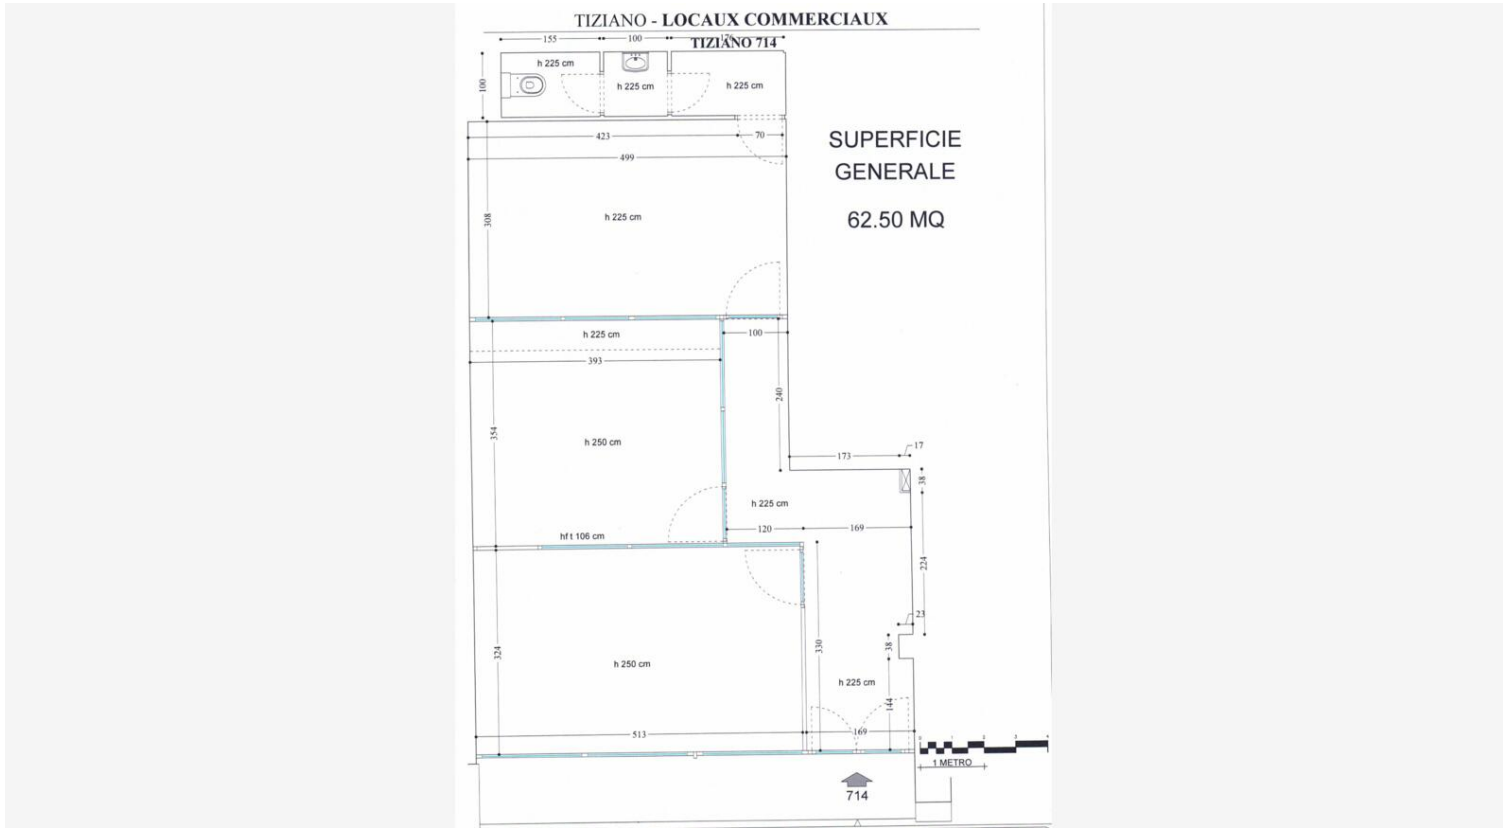 TIZIANO - LOCAUX COMMERCIAUX
TIZIANO 714
155
100
176
h 225 cm
h 225 cm
h 225 cm
100
423
70
499
SUPERFICIE
GENERALE
62.50 MQ
h 225 cm
308
h 225 cm
100
393
240
354
h 250 cm
17
173
38
h 225 cm
120
169
hf t 106 cm
224
23
324
330
38
h 250 cm
h 225 cm
144
513
169
1 METRO
714